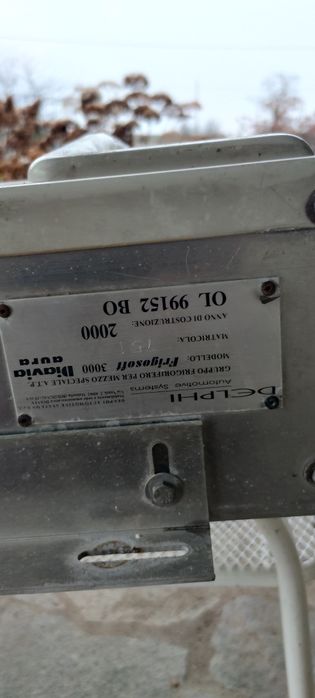 DELPHI
Automotive Systems
GRUPPO FRIGORIFERO PER MEZZO SPECIALE A.T.P.
MODELLO: Frigosoft 3000 Diavia
aura
MATRICOLA: 751
ANNO DI COSTRUZIONE: 2000
OL 99152 BO